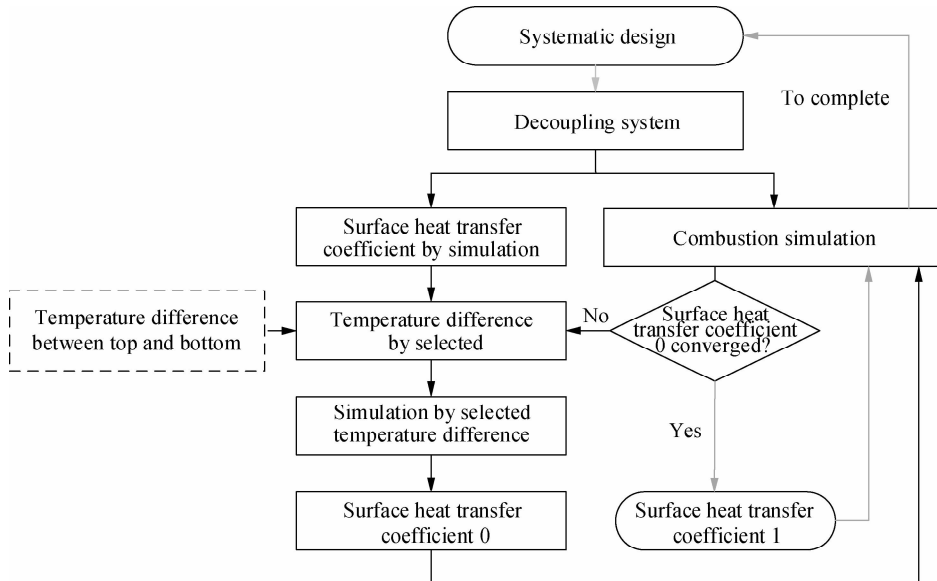 Systematic design
To complete
Decoupling system
Surface heat transfer
coefficient by simulation
Combustion simulation
Temperature difference
between top and bottom
Temperature difference
by selected
No
Surface heat
transfer coefficient
0 converged?
Simulation by selected
temperature difference
Yes
Surface heat transfer
coefficient 0
Surface heat transfer
coefficient 1